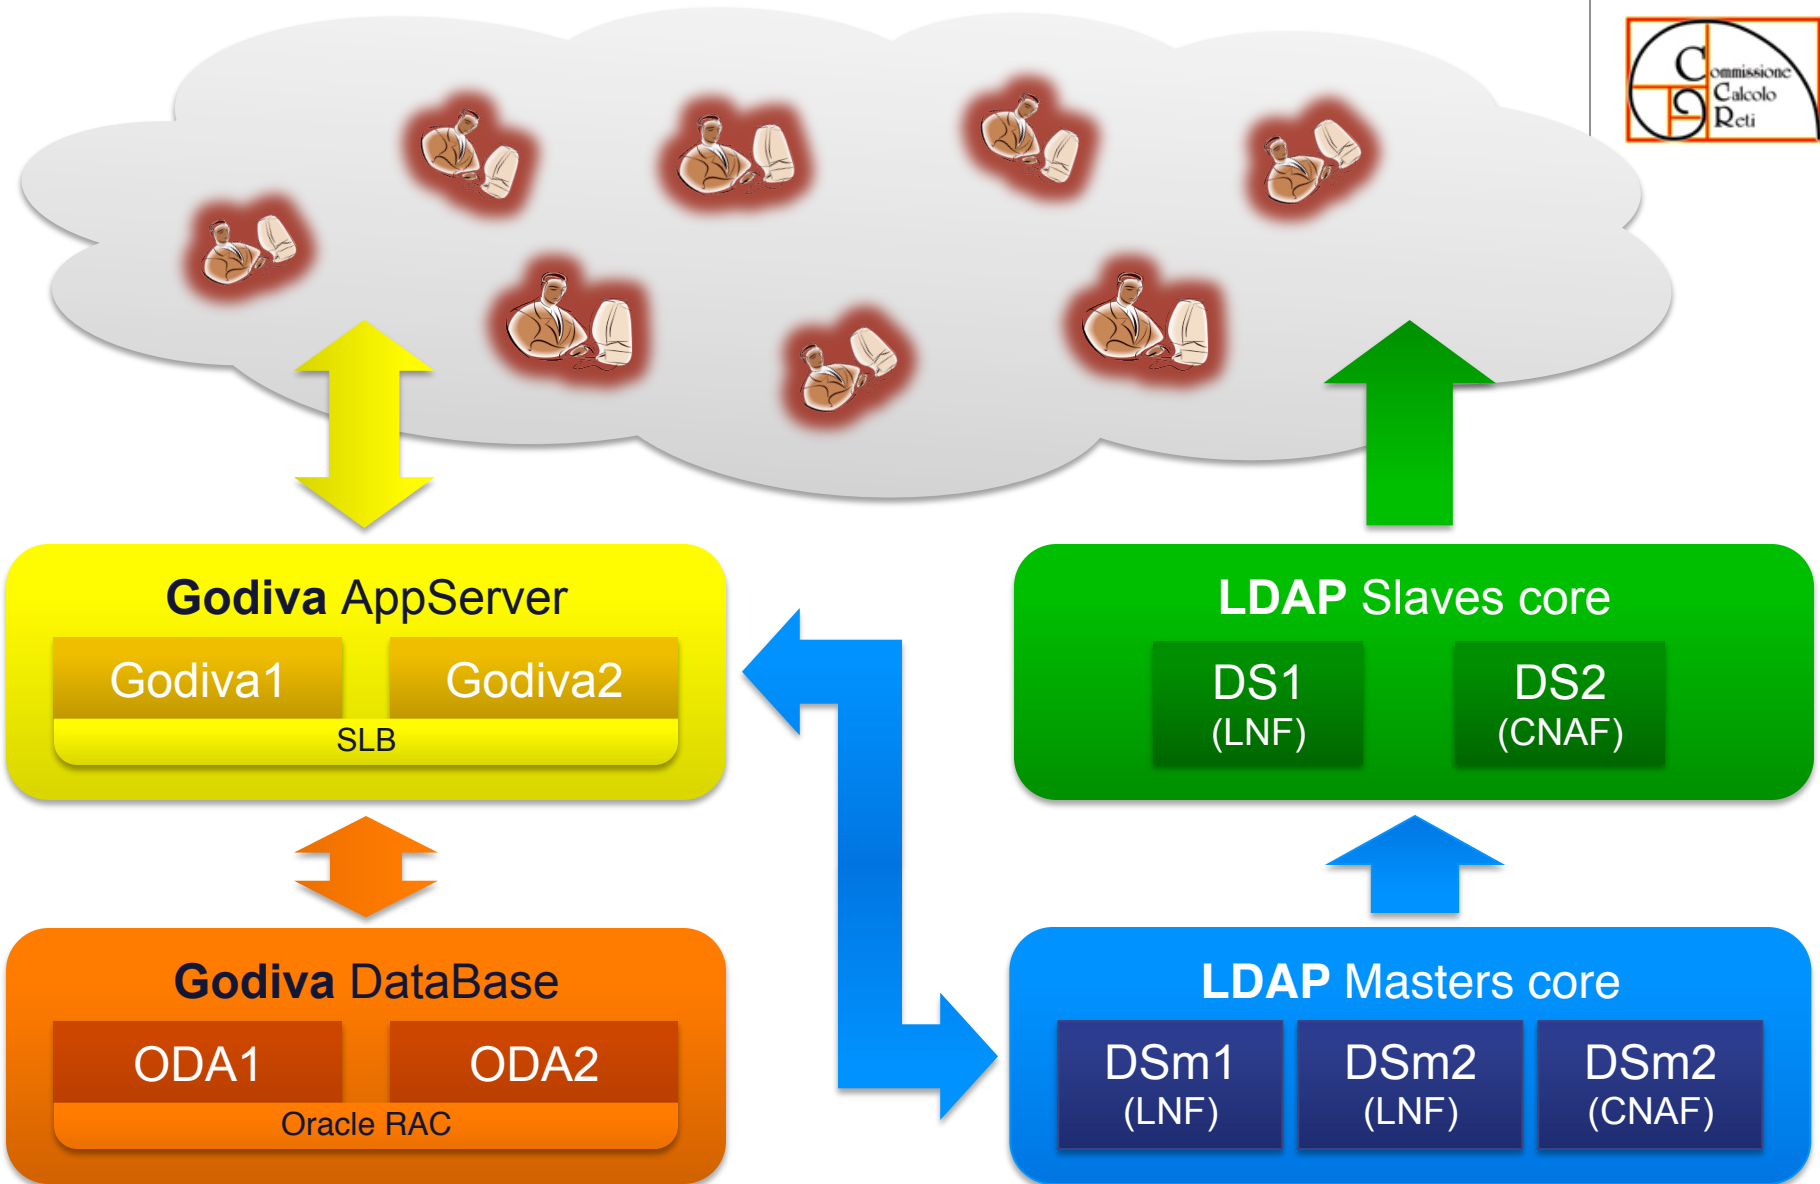 Commissione
Calcolo
Reti
Godiva AppServer
Godiva1
Godiva2
SLB
LDAP Slaves core
DS1
(LNF)
DS2
(CNAF)
Godiva DataBase
ODA1
ODA2
Oracle RAC
LDAP Masters core
DSm1
(LNF)
DSm2
(LNF)
DSm2
(CNAF)